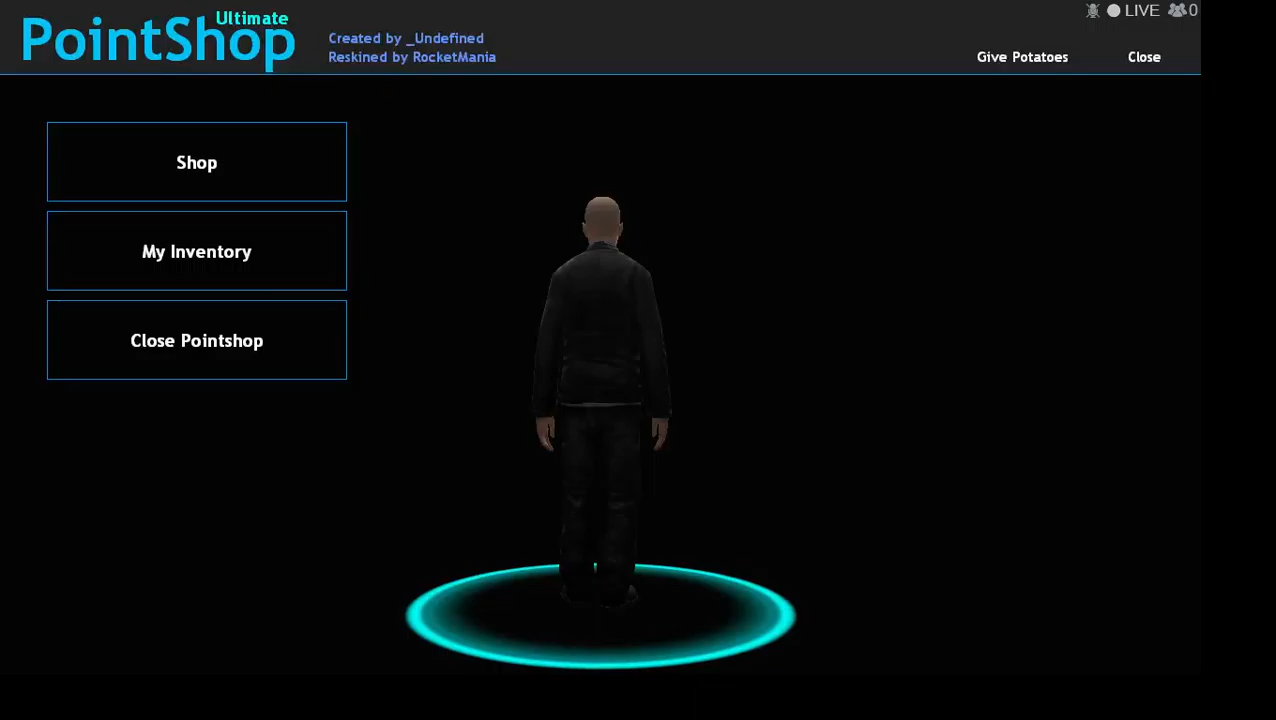 Ultimate
PointShop
Created by _Undefined
Reskined by RocketMania
LIVE 0
Give Potatoes
Close
Shop
My Inventory
Close Pointshop